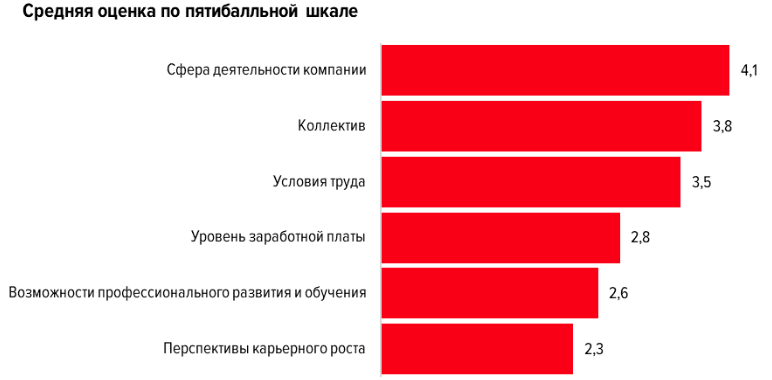 Средняя оценка по пятибалльной шкале
Сфера деятельности компании 4,1
Коллектив 3,8
Условия труда 3,5
Уровень заработной платы 2,8
Возможности профессионального развития и обучения 2,6
Перспективы карьерного роста 2,3